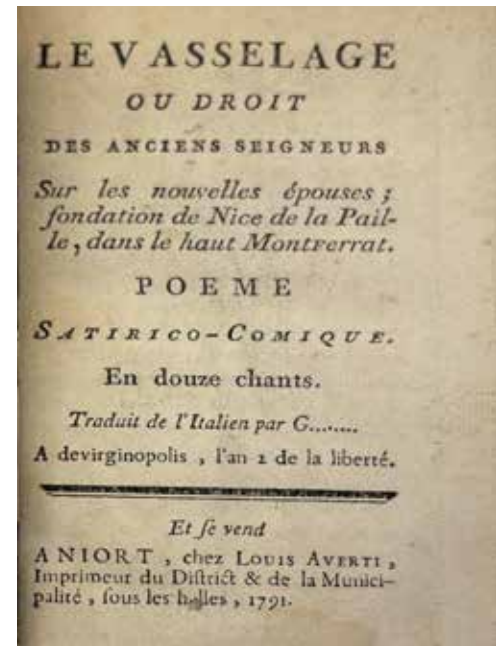 LE VASSELAGE
OU DROIT
DES ANCIENS SEIGNEURS
Sur les nouvelles épouses ;
fondation de Nice de la Pail-
le, dans le haut Montferrat.
POEME
SATIRICO-COMIQUE.
En douze chants.
Traduit de l'Italien par G........
A devirginopolis , l'an 2 de la liberté.
Et ſe vend
A NIORT , chez LOUIS AVERTI ,
Imprimeur du Diſtrict & de la Munici-
palité , ſous les halles , 1791.